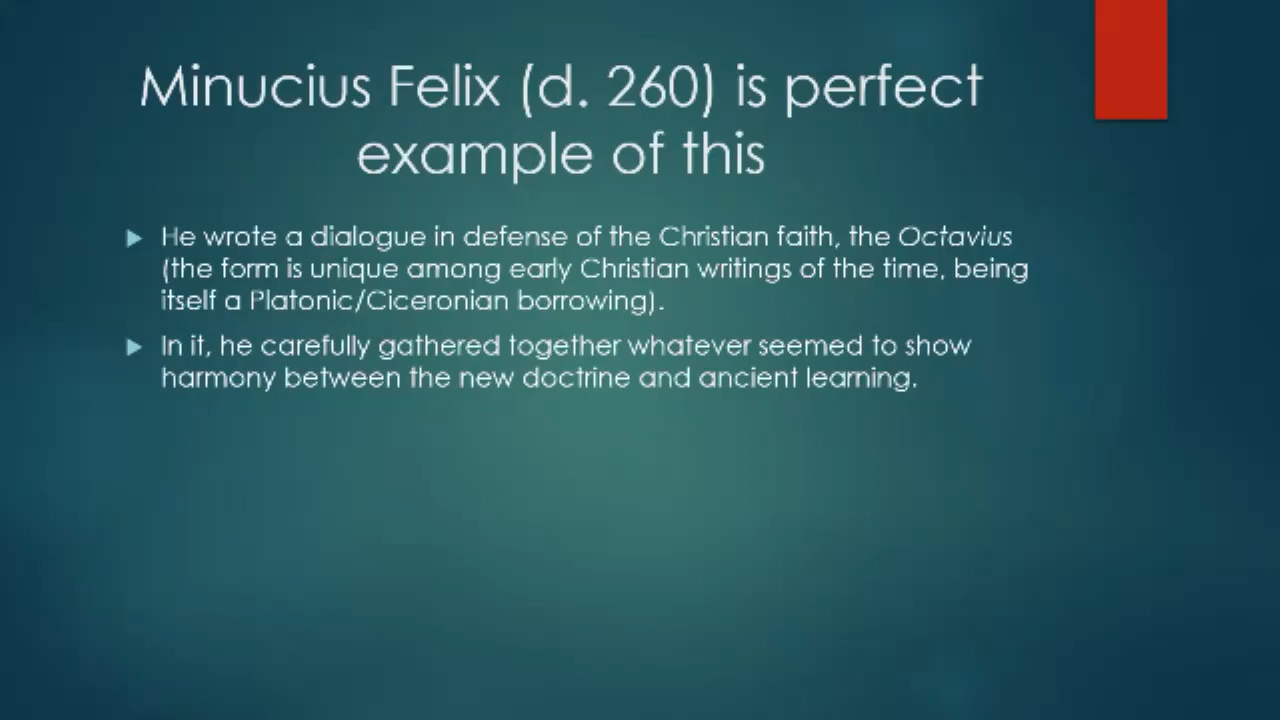 Minucius Felix (d. 260) is perfect
example of this
He wrote a dialogue in defense of the Christian faith, the Octavius
(the form is unique among early Christian writings of the time, being
itself a Platonic/Ciceronian borrowing).
In it, he carefully gathered together whatever seemed to show
harmony between the new doctrine and ancient learning.